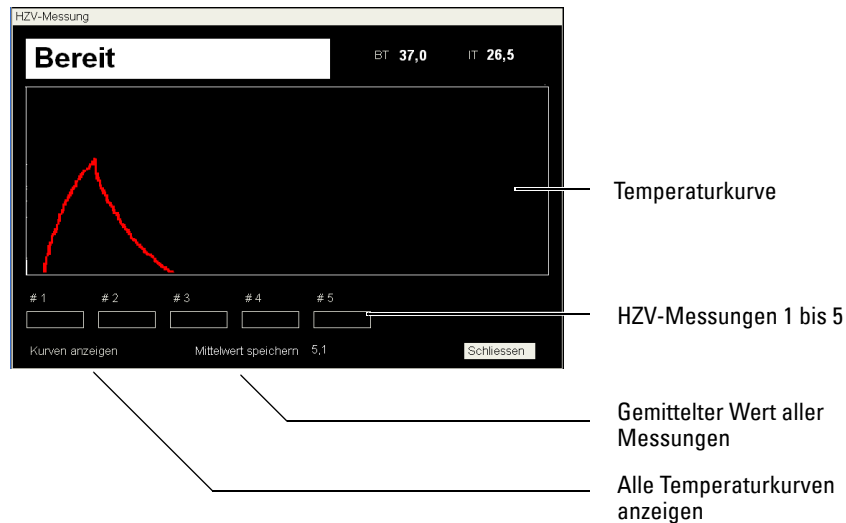 HZV-Messung
Bereit
BT 37,0 IT 26,5
Temperaturkurve
# 1 # 2 # 3 # 4 # 5
HZV-Messungen 1 bis 5
Kurven anzeigen Mittelwert speichern 5,1 Schliessen
Gemittelter Wert aller
Messungen
Alle Temperaturkurven
anzeigen